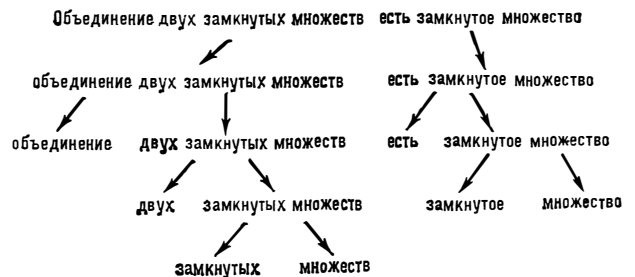 Объединение двух замкнутых множеств есть замкнутое множество
объединение двух замкнутых множеств есть замкнутое множество
объединение двух замкнутых множеств есть замкнутое множество
двух замкнутых множеств замкнутое множество
замкнутых множеств